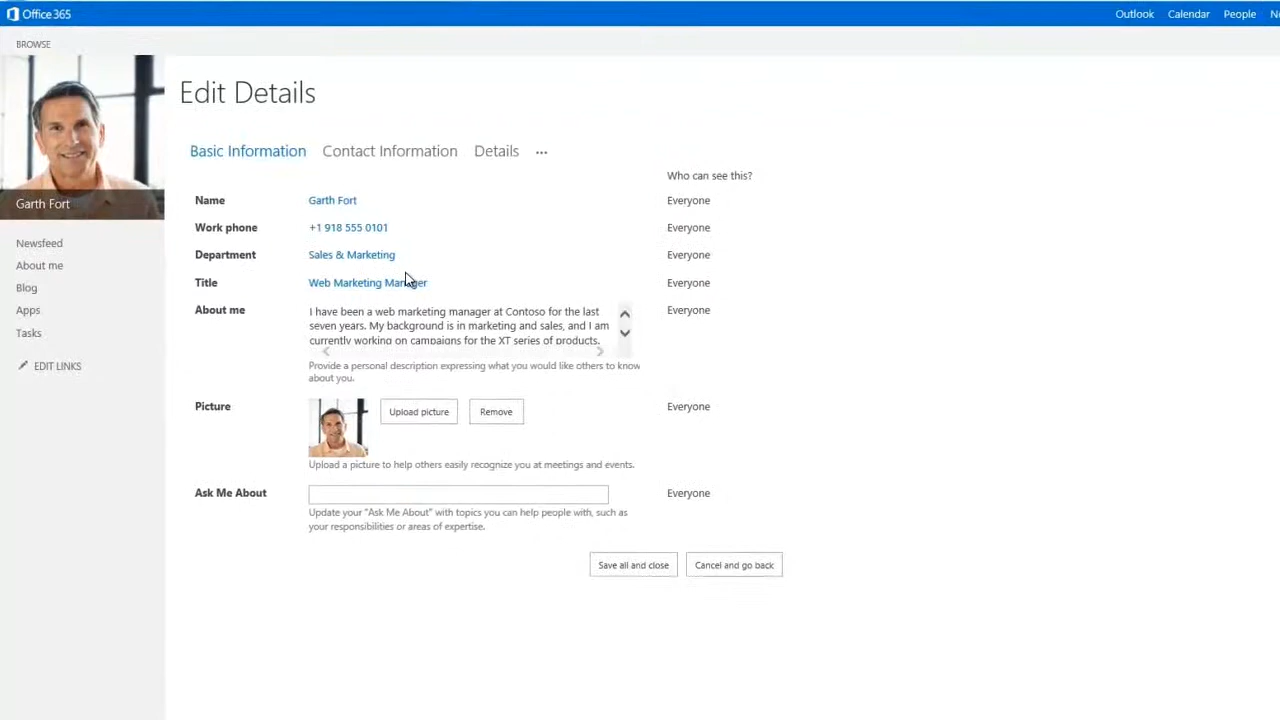 Office 365
Outlook Calendar People
BROWSE
Garth Fort
Newsfeed
About me
Blog
Apps
Tasks
EDIT LINKS
Edit Details
Basic Information Contact Information Details ...
Who can see this?
Name Garth Fort Everyone
Work phone +1 918 555 0101 Everyone
Department Sales & Marketing Everyone
Title Web Marketing Manager Everyone
About me I have been a web marketing manager at Contoso for the last Everyone
seven years. My background is in marketing and sales, and I am
currently working on campaigns for the XT series of products.
Provide a personal description expressing what you would like others to know
about you.
Picture Upload picture Remove Everyone
Upload a picture to help others easily recognize you at meetings and events.
Ask Me About Everyone
Update your "Ask Me About" with topics you can help people with, such as
your responsibilities or areas of expertise.
Save all and close Cancel and go back